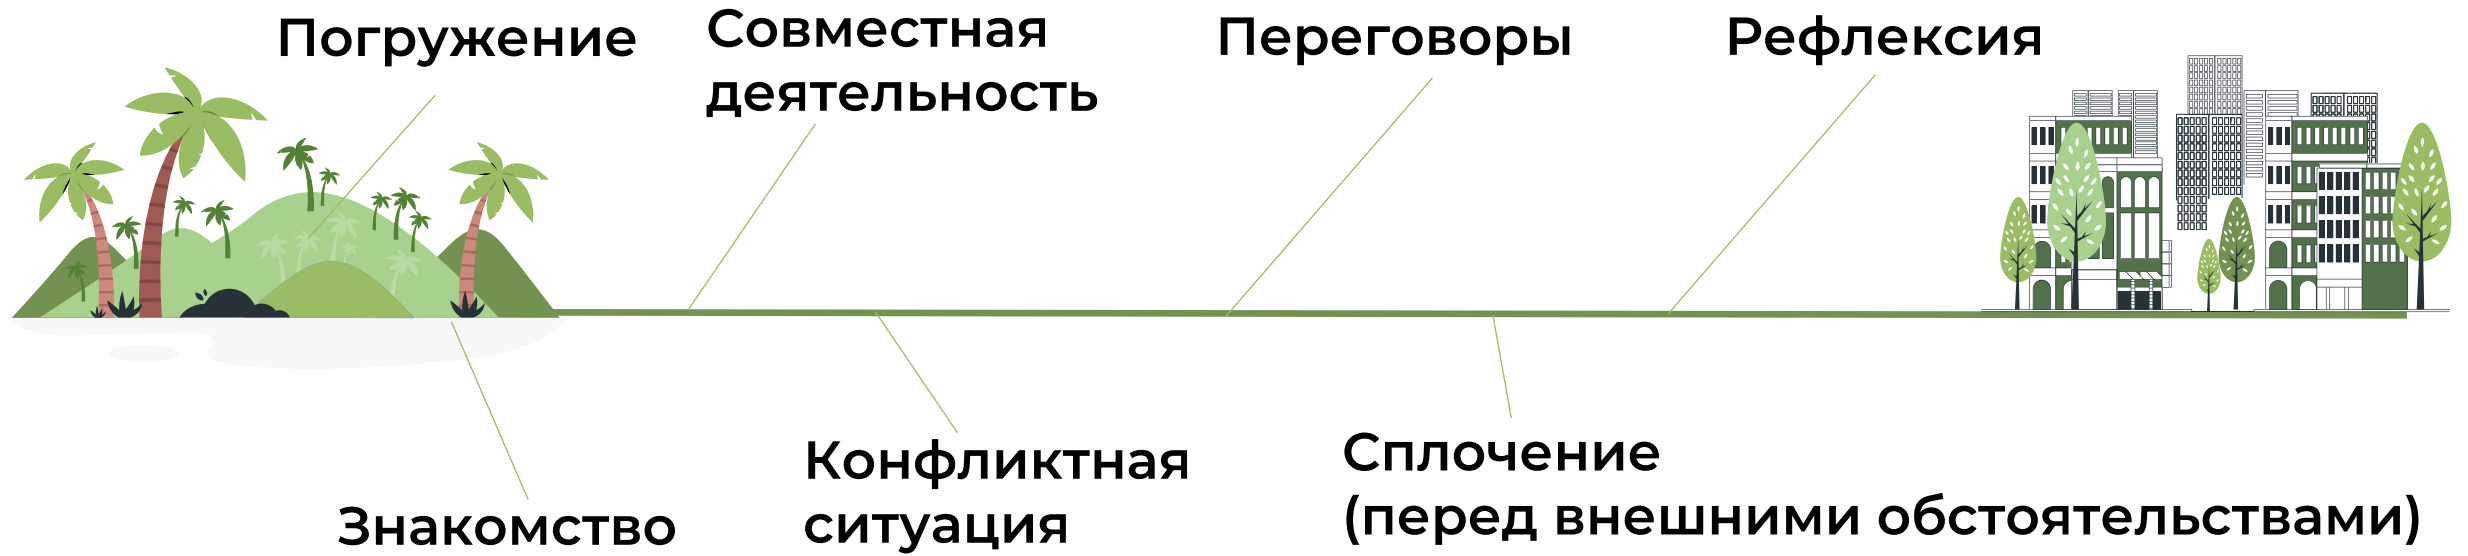 Погружение
Совместная
деятельность
Переговоры
Рефлексия
Знакомство
Конфликтная
ситуация
Сплочение
(перед внешними обстоятельствами)